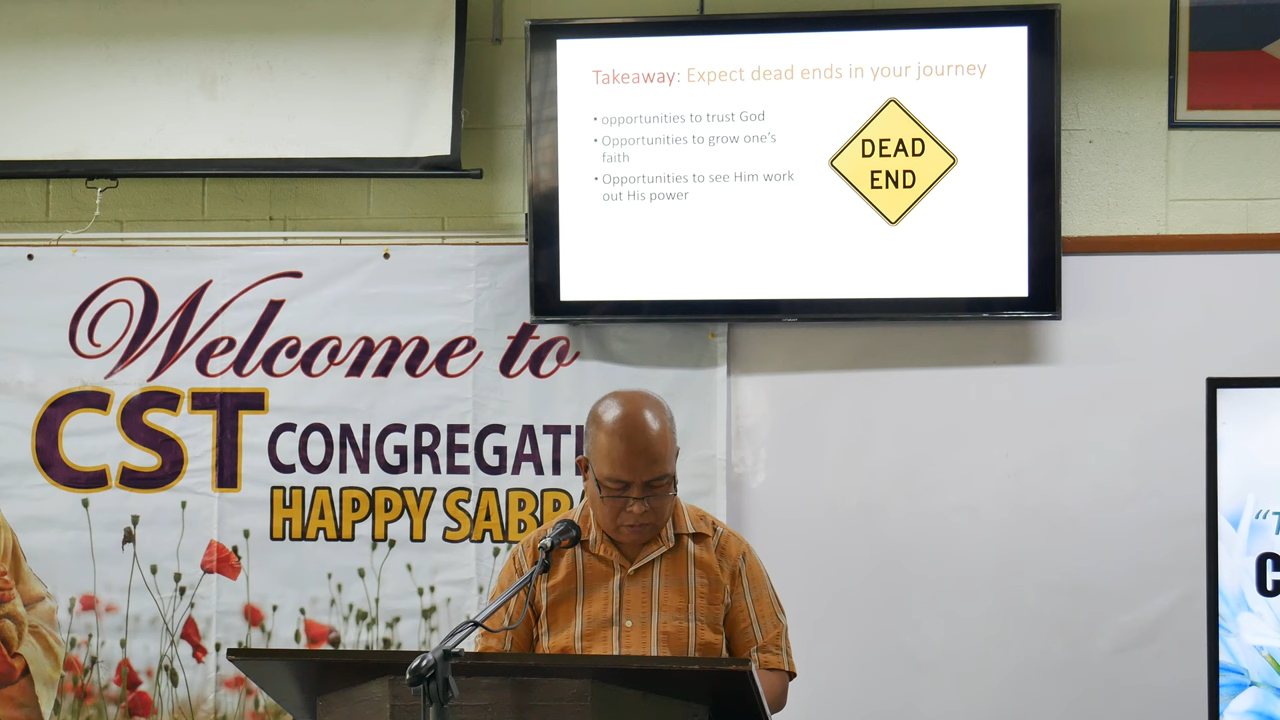 Takeaway: Expect dead ends in your journey
• opportunities to trust God
• Opportunities to grow one's
faith
• Opportunities to see Him work
out His power
DEAD
END
Welcome to
CST
CONGREGATI
HAPPY SABB